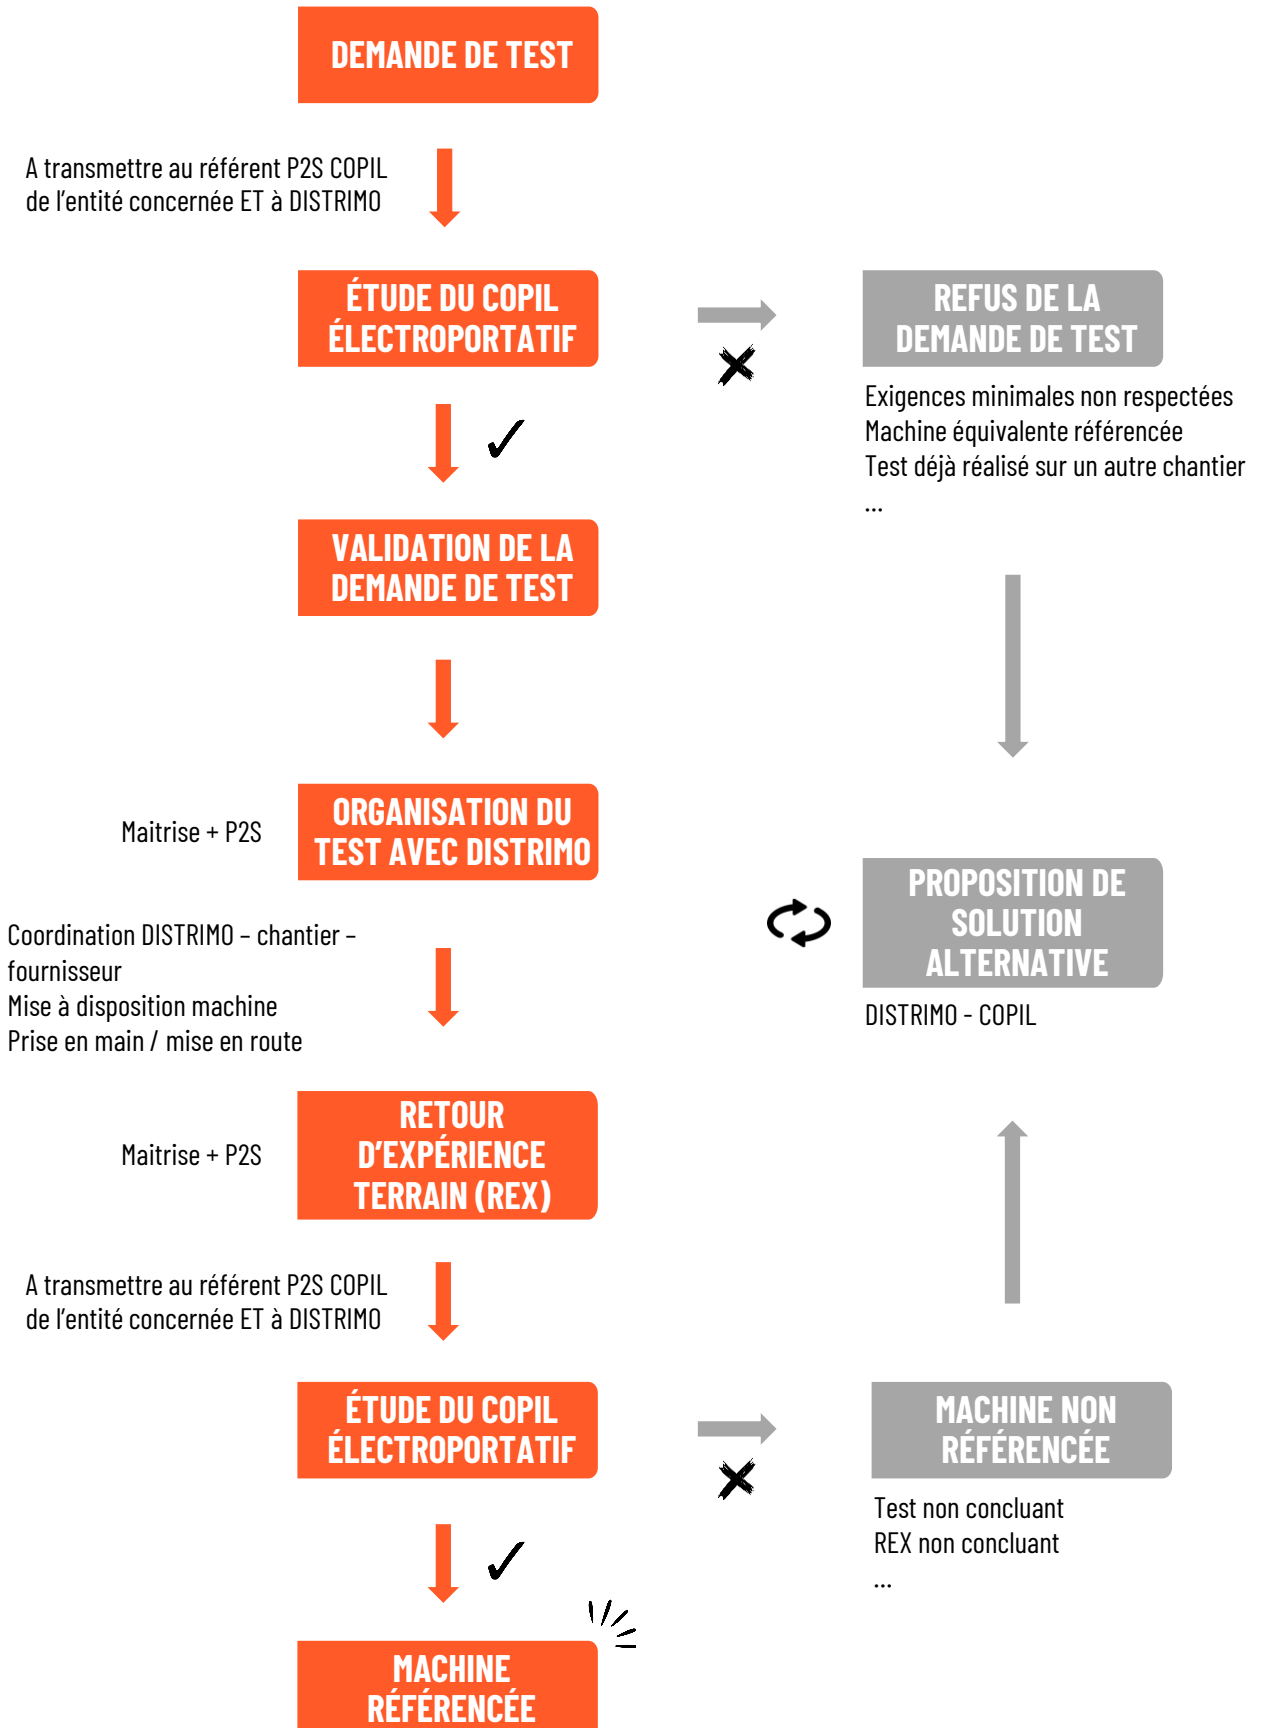 DEMANDE DE TEST
A transmettre au référent P2S COPIL
de l'entité concernée ET à DISTRIMO
ÉTUDE DU COPIL
ÉLECTROPORTATIF
REFUS DE LA
DEMANDE DE TEST
Exigences minimales non respectées
Machine équivalente référencée
Test déjà réalisé sur un autre chantier
...
VALIDATION DE LA
DEMANDE DE TEST
Maitrise + P2S
ORGANISATION DU
TEST AVEC DISTRIMO
PROPOSITION DE
SOLUTION
ALTERNATIVE
DISTRIMO - COPIL
Coordination DISTRIMO – chantier –
fournisseur
Mise à disposition machine
Prise en main / mise en route
Maitrise + P2S
RETOUR
D'EXPÉRIENCE
TERRAIN (REX)
A transmettre au référent P2S COPIL
de l'entité concernée ET à DISTRIMO
ÉTUDE DU COPIL
ÉLECTROPORTATIF
MACHINE NON
RÉFÉRENCÉE
Test non concluant
REX non concluant
...
MACHINE
RÉFÉRENCÉE